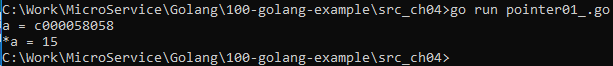 C:\Work\MicroService\Golang\100-golang-example\src_ch04>go run pointer01_.go
a = c000058058
*a = 15
C:\Work\MicroService\Golang\100-golang-example\src_ch04>